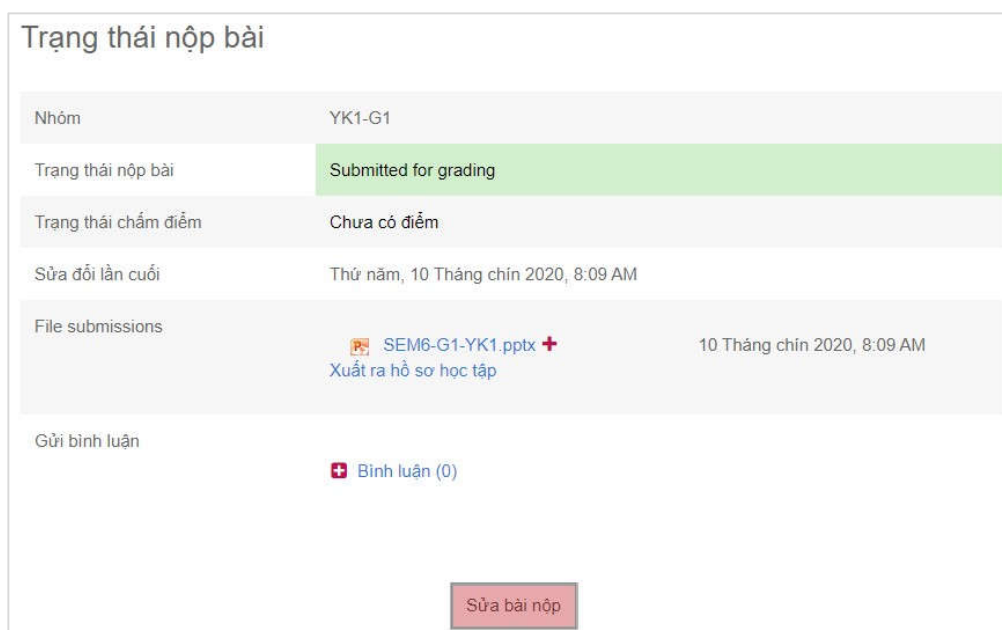 Trạng thái nộp bài
Nhóm YK1-G1
Trạng thái nộp bài Submitted for grading
Trạng thái chấm điểm Chưa có điểm
Sửa đổi lần cuối Thứ năm, 10 Tháng chín 2020, 8:09 AM
File submissions
SEM6-G1-YK1.pptx 10 Tháng chín 2020, 8:09 AM
Xuất ra hồ sơ học tập
Gửi bình luận
Bình luận (0)
Sửa bài nộp